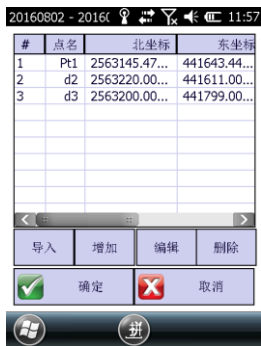 20160802 - 2016( 11:57
# 点名 北坐标 东坐标
1 Pt1 2563145.47... 441643.44...
2 d2 2563220.00... 441611.00...
3 d3 2563200.00... 441799.00...
导入 增加 编辑 删除
确定 取消
拼